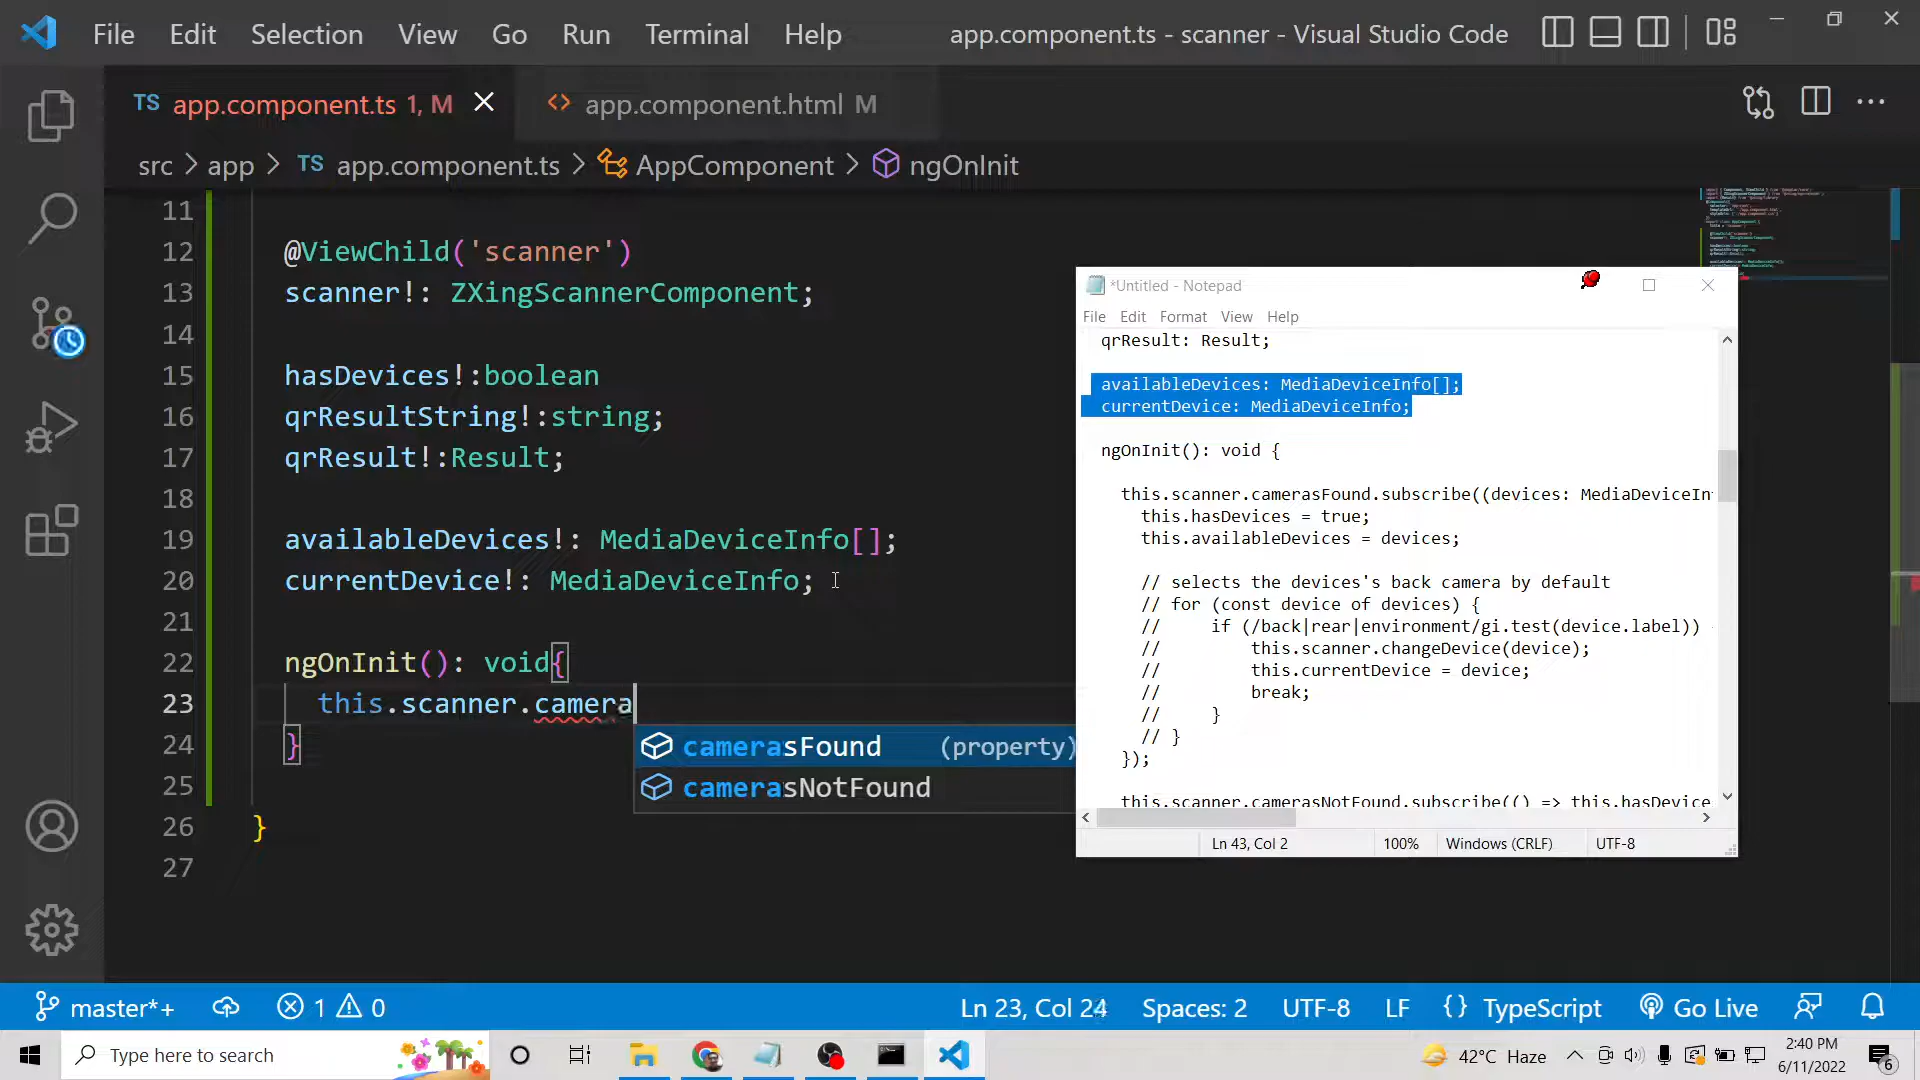 File Edit Selection View Go Run Terminal Help
app.component.ts - scanner - Visual Studio Code
TS app.component.ts 1, M
<> app.component.html M
src > app > TS app.component.ts > AppComponent > ngOnInit
11
12 @ViewChild('scanner')
13 scanner!: ZXingScannerComponent;
14
15 hasDevices!:boolean
16 qrResultString!:string;
17 qrResult!:Result;
18
19 availableDevices!: MediaDeviceInfo[];
20 currentDevice!: MediaDeviceInfo;
21
22 ngOnInit(): void{
23 this.scanner.camera
24 }
25
26 }
27
camerasFound (property)
camerasNotFound
*Untitled - Notepad
File Edit Format View Help
qrResult: Result;
availableDevices: MediaDeviceInfo[];
currentDevice: MediaDeviceInfo;
ngOnInit(): void {
this.scanner.camerasFound.subscribe((devices: MediaDeviceIn
this.hasDevices = true;
this.availableDevices = devices;
// selects the devices's back camera by default
// for (const device of devices) {
// if (/back|rear|environment/gi.test(device.label))
// this.scanner.changeDevice(device);
// this.currentDevice = device;
// break;
// }
// }
});
this.scanner.camerasNotFound.subscribe(() => this.hasDevice
Ln 43, Col 2 100% Windows (CRLF) UTF-8
master*+ 1 0
Ln 23, Col 24 Spaces: 2 UTF-8 LF {} TypeScript Go Live
Type here to search
42°C Haze
2:40 PM
6/11/2022
6